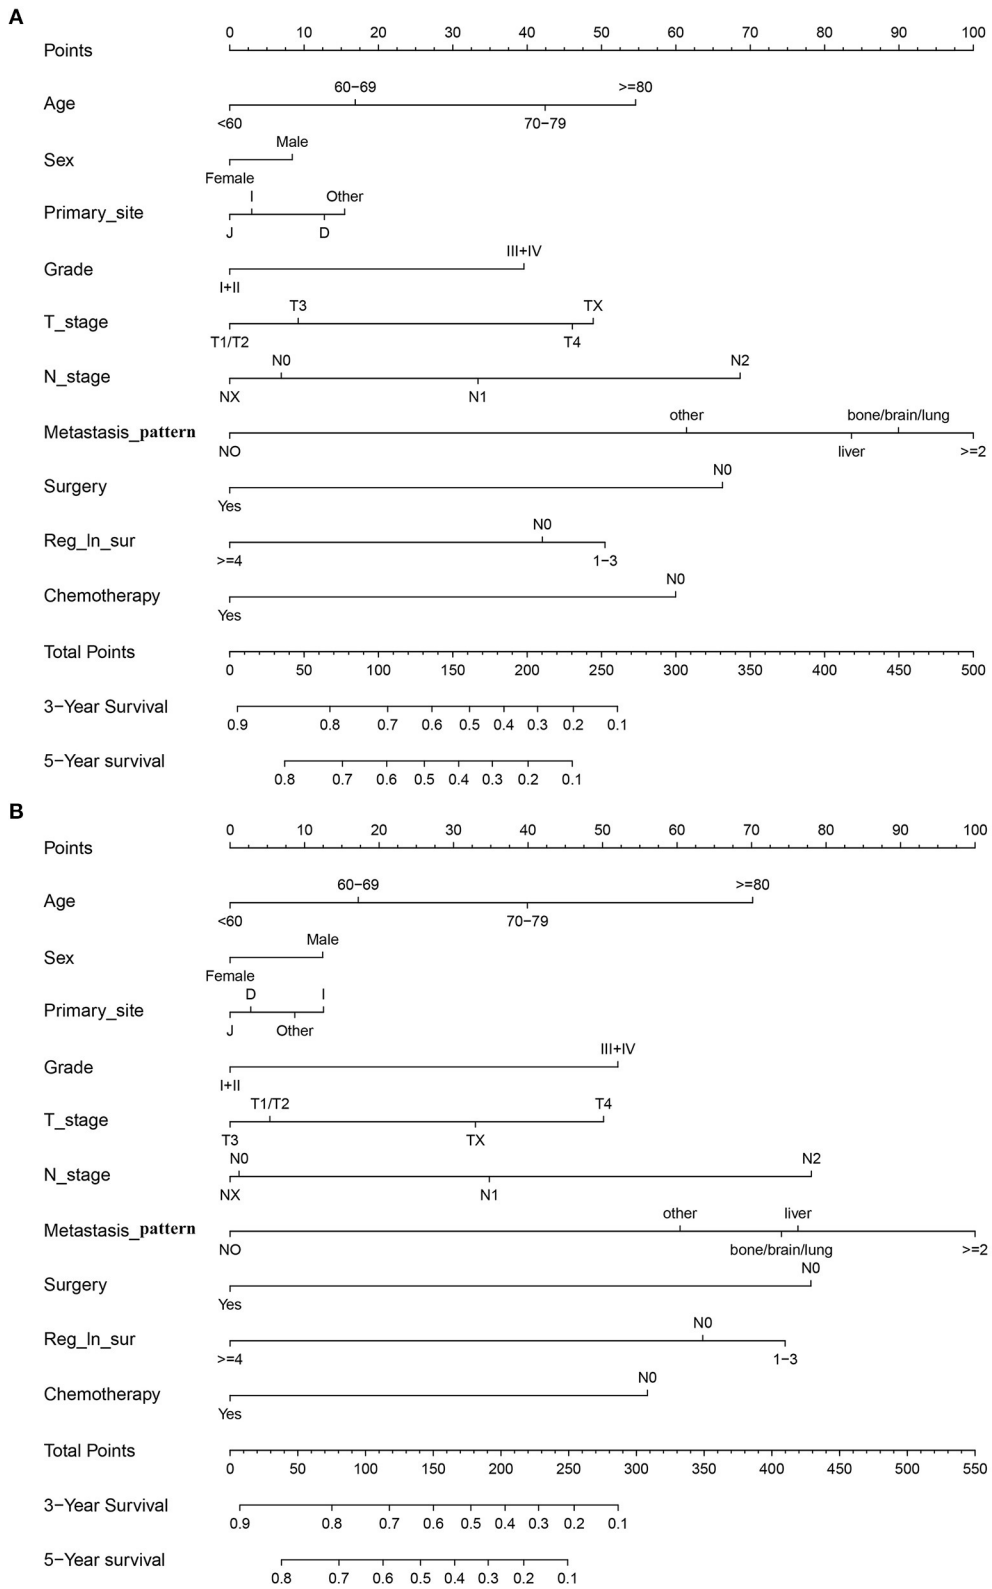 A
0 10 20 30 40 50 60 70 80 90 100
Points
60−69 >=80
Age
<60 70−79
Male
Sex
Female
I Other
Primary_site
J D
III+IV
Grade
I+II
T3 TX
T_stage
T1/T2 T4
N0 N2
N_stage
NX N1
other bone/brain/lung
Metastasis_pattern
NO liver >=2
N0
Surgery
Yes
N0
Reg_ln_sur
>=4 1−3
N0
Chemotherapy
Yes
Total Points
0 50 100 150 200 250 300 350 400 450 500
3−Year Survival
0.9 0.8 0.7 0.6 0.5 0.4 0.3 0.2 0.1
5−Year survival
0.8 0.7 0.6 0.5 0.4 0.3 0.2 0.1
B
0 10 20 30 40 50 60 70 80 90 100
Points
60−69 >=80
Age
<60 70−79
Male
Sex
Female
D I
Primary_site
J Other
III+IV
Grade
I+II
T1/T2 T4
T_stage
T3 TX
N0 N2
N_stage
NX N1
other liver
Metastasis_pattern
NO bone/brain/lung >=2
N0
Surgery
Yes
N0
Reg_ln_sur
>=4 1−3
N0
Chemotherapy
Yes
Total Points
0 50 100 150 200 250 300 350 400 450 500 550
3−Year Survival
0.9 0.8 0.7 0.6 0.5 0.4 0.3 0.2 0.1
5−Year survival
0.8 0.7 0.6 0.5 0.4 0.3 0.2 0.1